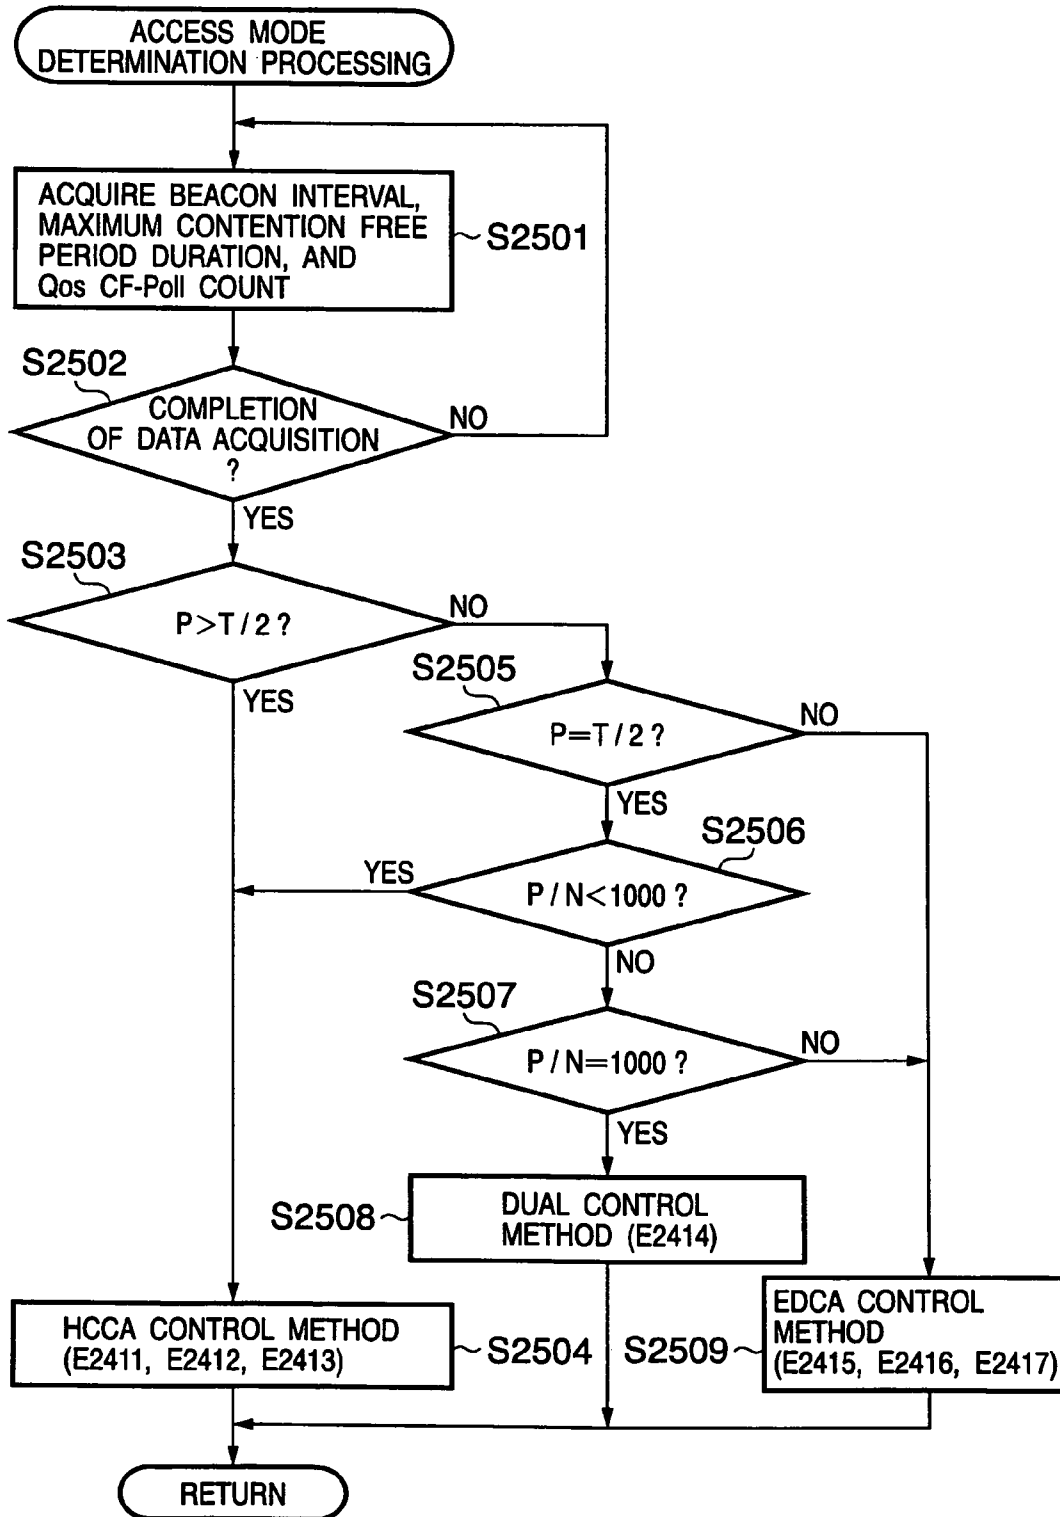 ACCESS MODE
DETERMINATION PROCESSING
ACQUIRE BEACON INTERVAL,
MAXIMUM CONTENTION FREE
PERIOD DURATION, AND
Qos CF-Poll COUNT
S2501
S2502
COMPLETION
OF DATA ACQUISITION
?
NO
YES
S2503
P>T/2?
NO
YES
S2505
P=T/2?
NO
YES
S2506
P/N<1000?
YES
NO
S2507
P/N=1000?
NO
YES
S2508
DUAL CONTROL
METHOD (E2414)
HCCA CONTROL METHOD
(E2411, E2412, E2413)
S2504
S2509
EDCA CONTROL
METHOD
(E2415, E2416, E2417)
RETURN